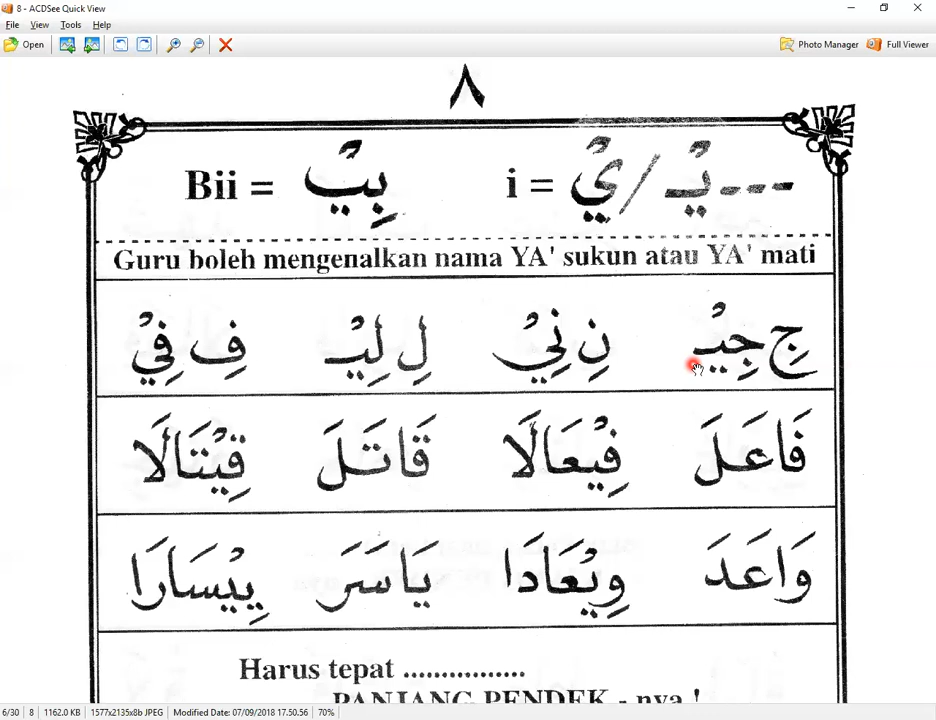 8 - ACDSee Quick View
File View Tools Help
Open Photo Manager Full Viewer
٨
Bii = بِيْـ i = ـيْـ / يْ
Guru boleh mengenalkan nama YA' sukun atau YA' mati
جِ جِيْـ نِ نِيْ لِ لِيْـ فِ فِيْ
فَاعَلَ فِيْعَالَا قَاتَلَ قِيْتَالَا
وَاعَدَ وِيْعَادَا يَاسَرَ يِيْسَارَا
Harus tepat ................
PANJANG PENDEK - nya !
6/30 8 1162.0 KB 1577x2135x8b JPEG Modified Date: 07/09/2018 17.50.56 70%